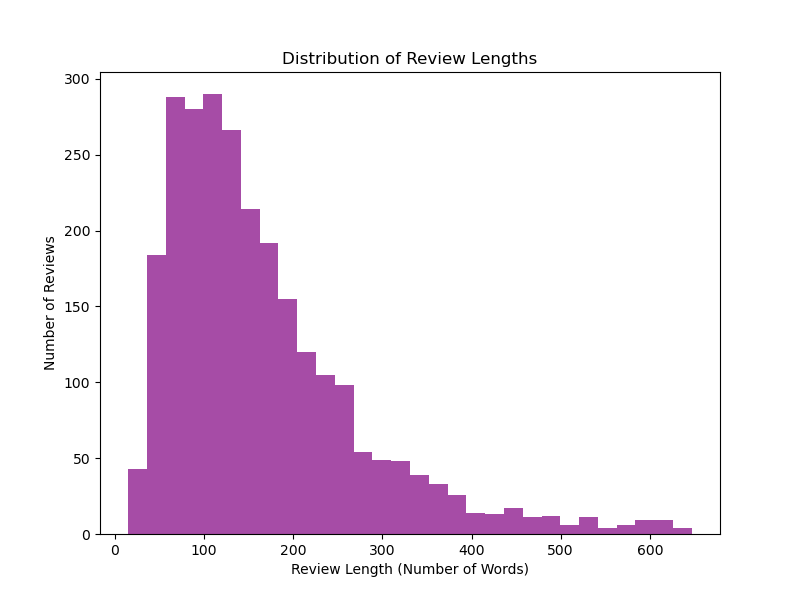 Distribution of Review Lengths
300
250
200
150
100
50
0
Number of Reviews
0 100 200 300 400 500 600
Review Length (Number of Words)